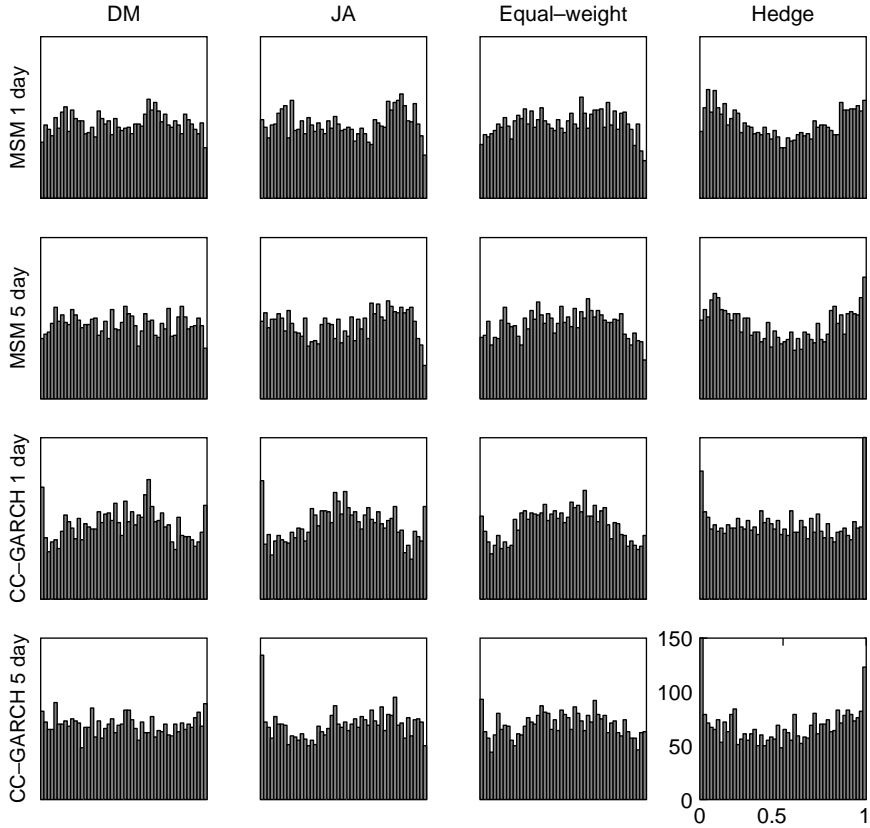 DM
JA
Equal–weight
Hedge
MSM 1 day
MSM 5 day
CC–GARCH 1 day
CC–GARCH 5 day
150
100
50
0
0
0.5
1